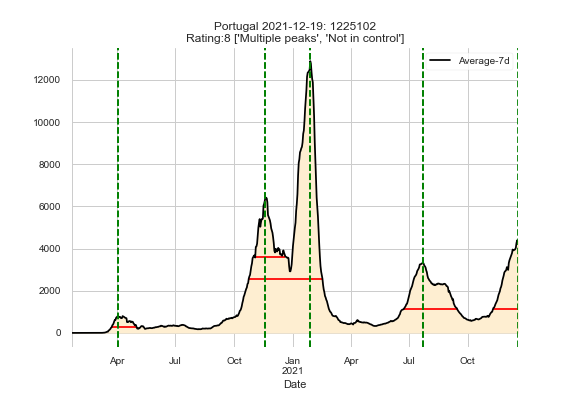 Portugal 2021-12-19: 1225102
Rating:8 ['Multiple peaks', 'Not in control']
Average-7d
12000
10000
8000
6000
4000
2000
0
Apr Jul Oct Jan Apr Jul Oct
2021
Date